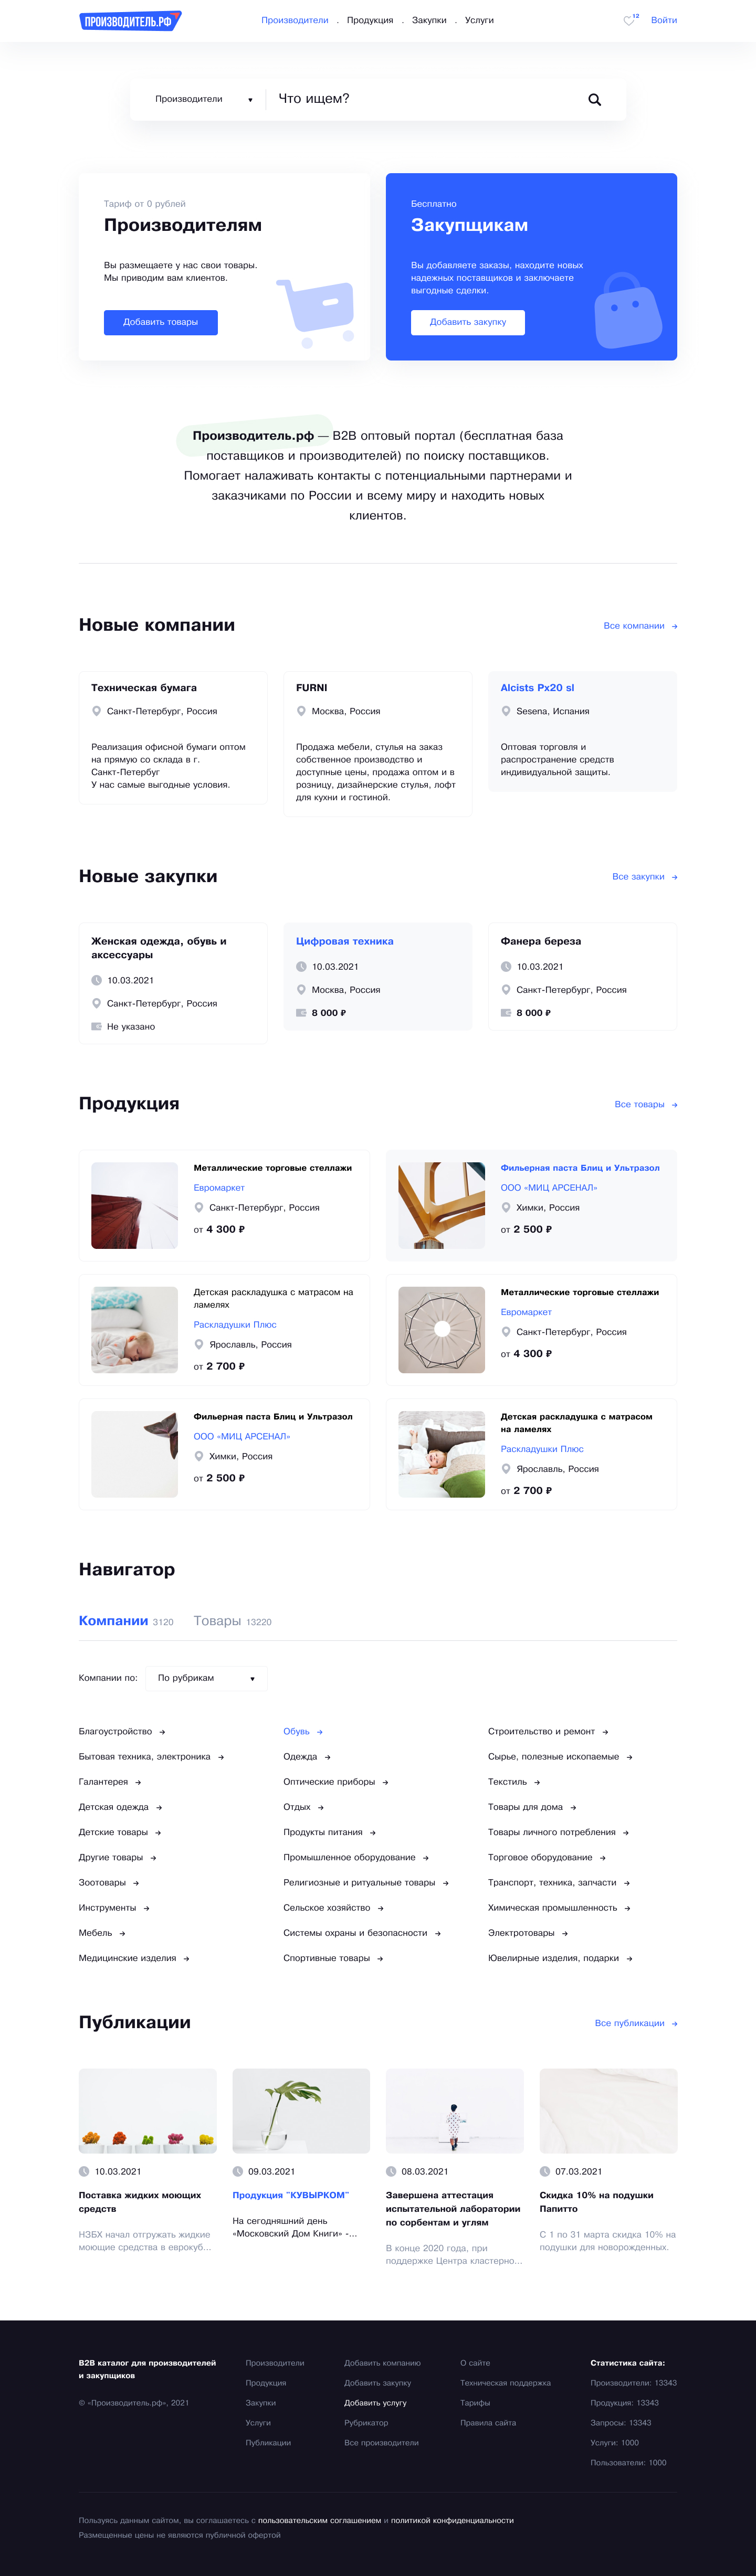 ПРОИЗВОДИТЕЛЬ.РФ
Производители . Продукция . Закупки . Услуги
12
Войти
Производители
Что ищем?
Тариф от 0 рублей
Производителям
Вы размещаете у нас свои товары.
Мы приводим вам клиентов.
Добавить товары
Бесплатно
Закупщикам
Вы добавляете заказы, находите новых
надежных поставщиков и заключаете
выгодные сделки.
Добавить закупку
Производитель.рф — B2B оптовый портал (бесплатная база
поставщиков и производителей) по поиску поставщиков.
Помогает налаживать контакты с потенциальными партнерами и
заказчиками по России и всему миру и находить новых
клиентов.
Новые компании
Все компании →
Техническая бумага
Санкт-Петербург, Россия
Реализация офисной бумаги оптом
на прямую со склада в г.
Санкт-Петербуг
У нас самые выгодные условия.
FURNI
Москва, Россия
Продажа мебели, стулья на заказ
собственное производство и
доступные цены, продажа оптом и в
розницу, дизайнерские стулья, лофт
для кухни и гостиной.
Alcists Px20 sl
Sesena, Испания
Оптовая торговля и
распространение средств
индивидуальной защиты.
Новые закупки
Все закупки →
Женская одежда, обувь и
аксессуары
10.03.2021
Санкт-Петербург, Россия
Не указано
Цифровая техника
10.03.2021
Москва, Россия
8 000 ₽
Фанера береза
10.03.2021
Санкт-Петербург, Россия
8 000 ₽
Продукция
Все товары →
Металлические торговые стеллажи
Евромаркет
Санкт-Петербург, Россия
от 4 300 ₽
Фильерная паста Блиц и Ультразол
ООО «МИЦ АРСЕНАЛ»
Химки, Россия
от 2 500 ₽
Детская раскладушка с матрасом на
ламелях
Раскладушки Плюс
Ярославль, Россия
от 2 700 ₽
Металлические торговые стеллажи
Евромаркет
Санкт-Петербург, Россия
от 4 300 ₽
Фильерная паста Блиц и Ультразол
ООО «МИЦ АРСЕНАЛ»
Химки, Россия
от 2 500 ₽
Детская раскладушка с матрасом
на ламелях
Раскладушки Плюс
Ярославль, Россия
от 2 700 ₽
Навигатор
Компании 3120 Товары 13220
Компании по: По рубрикам
Благоустройство →
Бытовая техника, электроника →
Галантерея →
Детская одежда →
Детские товары →
Другие товары →
Зоотовары →
Инструменты →
Мебель →
Медицинские изделия →
Обувь →
Одежда →
Оптические приборы →
Отдых →
Продукты питания →
Промышленное оборудование →
Религиозные и ритуальные товары →
Сельское хозяйство →
Системы охраны и безопасности →
Спортивные товары →
Строительство и ремонт →
Сырье, полезные ископаемые →
Текстиль →
Товары для дома →
Товары личного потребления →
Торговое оборудование →
Транспорт, техника, запчасти →
Химическая промышленность →
Электротовары →
Ювелирные изделия, подарки →
Публикации
Все публикации →
10.03.2021
Поставка жидких моющих
средств
НЗБХ начал отгружать жидкие
моющие средства в еврокуб...
09.03.2021
Продукция "КУВЫРКОМ"
На сегодняшний день
«Московский Дом Книги» -...
08.03.2021
Завершена аттестация
испытательной лаборатории
по сорбентам и углям
В конце 2020 года, при
поддержке Центра кластерно...
07.03.2021
Скидка 10% на подушки
Папитто
С 1 по 31 марта скидка 10% на
подушки для новорожденных.
B2B каталог для производителей
и закупщиков
© «Производитель.рф», 2021
Производители
Продукция
Закупки
Услуги
Публикации
Добавить компанию
Добавить закупку
Добавить услугу
Рубрикатор
Все производители
О сайте
Техническая поддержка
Тарифы
Правила сайта
Статистика сайта:
Производители: 13343
Продукция: 13343
Запросы: 13343
Услуги: 1000
Пользователи: 1000
Пользуясь данным сайтом, вы соглашаетесь с пользовательским соглашением и политикой конфиденциальности
Размещенные цены не являются публичной офертой